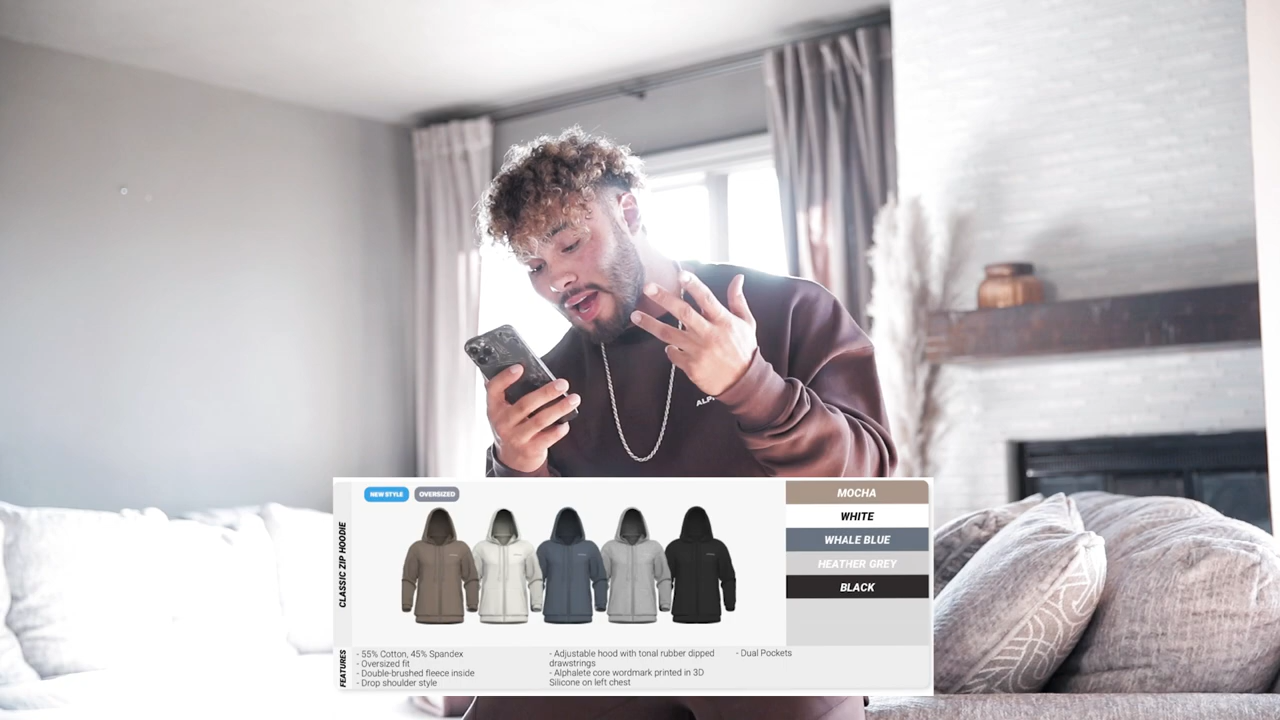 NEW STYLE
OVERSIZED
CLASSIC ZIP HOODIE
MOCHA
WHITE
WHALE BLUE
HEATHER GREY
BLACK
FEATURES
- 55% Cotton, 45% Spandex
- Oversized fit
- Double-brushed fleece inside
- Drop shoulder style
- Adjustable hood with tonal rubber dipped
drawstrings
- Alphalete core wordmark printed in 3D
Silicone on left chest
- Dual Pockets